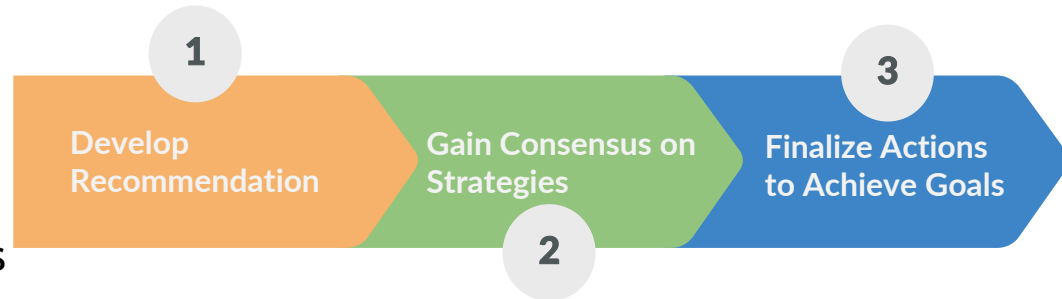 1
Develop
Recommendation
Gain Consensus on
Strategies
2
3
Finalize Actions
to Achieve Goals
s